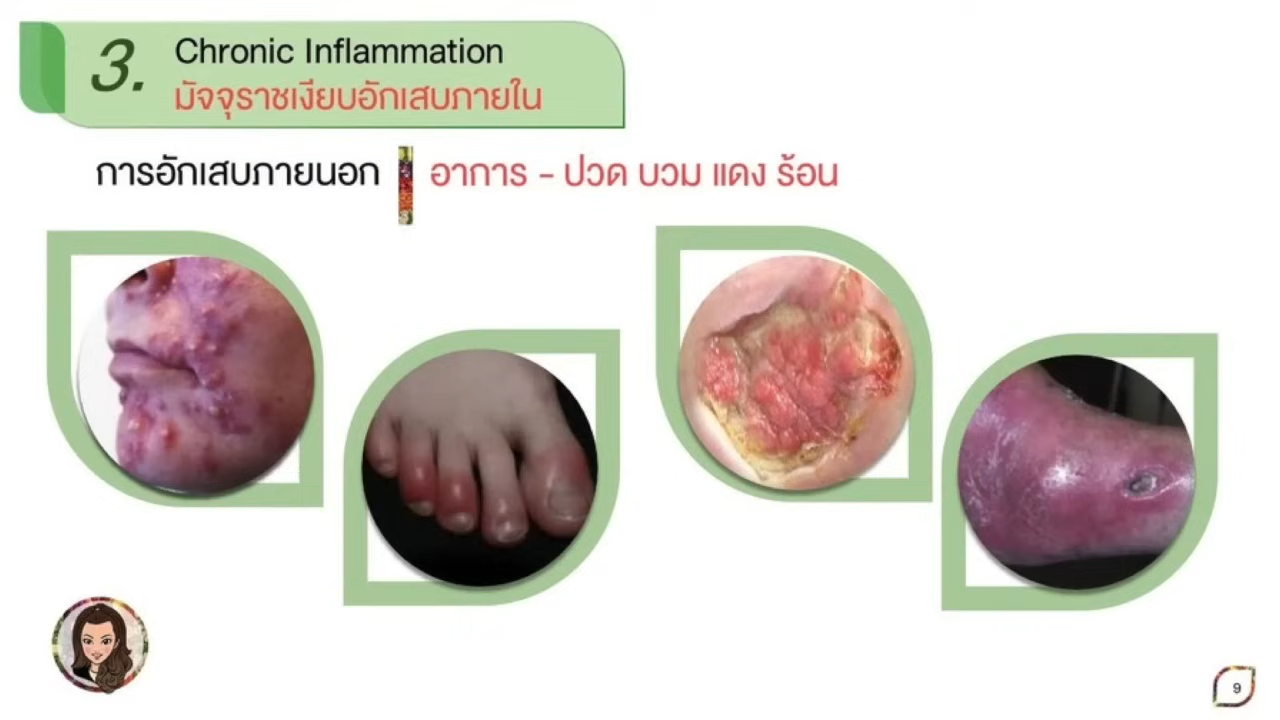 3.
Chronic Inflammation
มัจจุราชเงียบอักเสบภายใน
การอักเสบภายนอก
อาการ - ปวด บวม แดง ร้อน
9